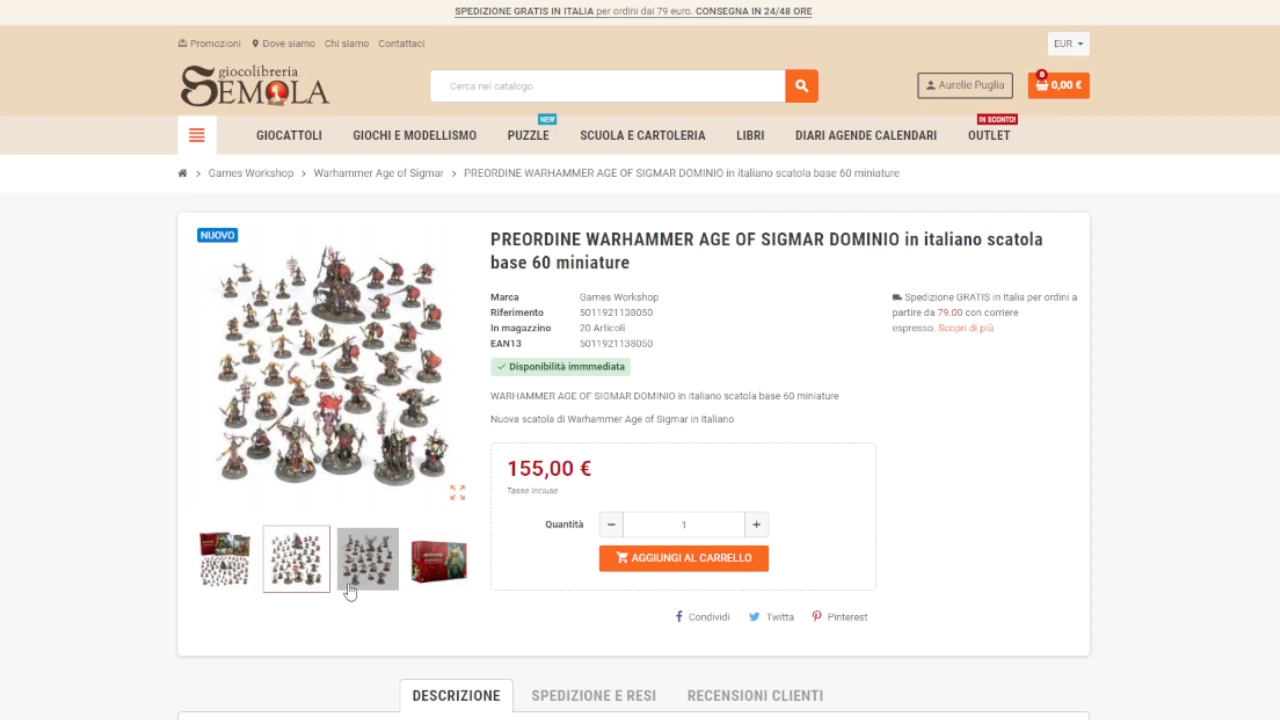 SPEDIZIONE GRATIS IN ITALIA per ordini dai 79 euro. CONSEGNA IN 24/48 ORE
Promozioni Dove siamo Chi siamo Contattaci
EUR
giocolibreria
SEMOLA
Cerca nel catalogo
Aurelie Puglia
0
0,00 €
NEW
IN SCONTO!
GIOCATTOLI GIOCHI E MODELLISMO PUZZLE SCUOLA E CARTOLERIA LIBRI DIARI AGENDE CALENDARI OUTLET
Games Workshop > Warhammer Age of Sigmar > PREORDINE WARHAMMER AGE OF SIGMAR DOMINIO in italiano scatola base 60 miniature
NUOVO
PREORDINE WARHAMMER AGE OF SIGMAR DOMINIO in italiano scatola
base 60 miniature
Marca Games Workshop
Riferimento 5011921138050
In magazzino 20 Articoli
EAN13 5011921138050
Disponibilità immmediata
Spedizione GRATIS in Italia per ordini a
partire da 79.00 con corriere
espresso. Scopri di più
WARHAMMER AGE OF SIGMAR DOMINIO in italiano scatola base 60 miniature
Nuova scatola di Warhammer Age of Sigmar in italiano
155,00 €
Tasse incluse
Quantità − 1 +
AGGIUNGI AL CARRELLO
Condividi Twitta Pinterest
DESCRIZIONE SPEDIZIONE E RESI RECENSIONI CLIENTI